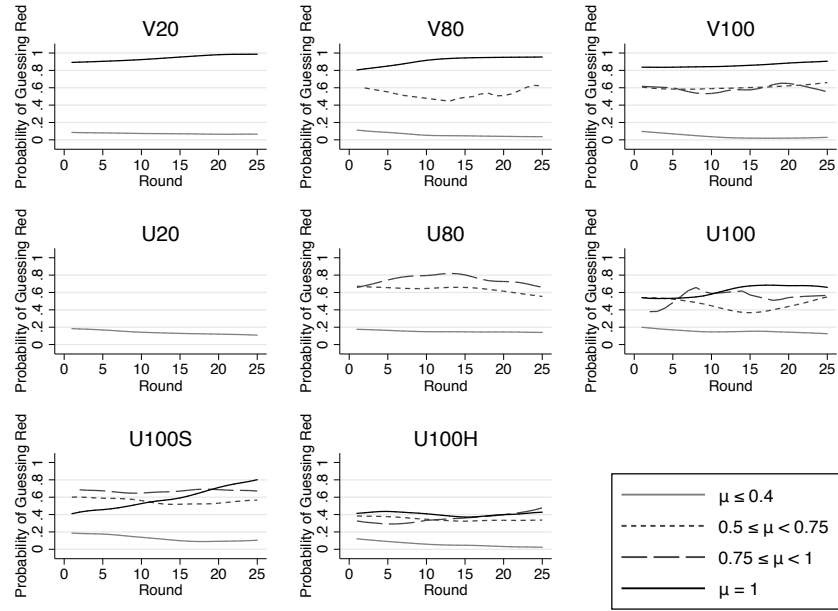 V20
V80
V100
Probability of Guessing Red
0 .2 .4 .6 .8 1
0 5 10 15 20 25
Round
Probability of Guessing Red
0 .2 .4 .6 .8 1
0 5 10 15 20 25
Round
Probability of Guessing Red
0 .2 .4 .6 .8 1
0 5 10 15 20 25
Round
U20
U80
U100
Probability of Guessing Red
0 .2 .4 .6 .8 1
0 5 10 15 20 25
Round
Probability of Guessing Red
0 .2 .4 .6 .8 1
0 5 10 15 20 25
Round
Probability of Guessing Red
0 .2 .4 .6 .8 1
0 5 10 15 20 25
Round
U100S
U100H
Probability of Guessing Red
0 .2 .4 .6 .8 1
0 5 10 15 20 25
Round
Probability of Guessing Red
0 .2 .4 .6 .8 1
0 5 10 15 20 25
Round
μ ≤ 0.4
0.5 ≤ μ < 0.75
0.75 ≤ μ < 1
μ = 1